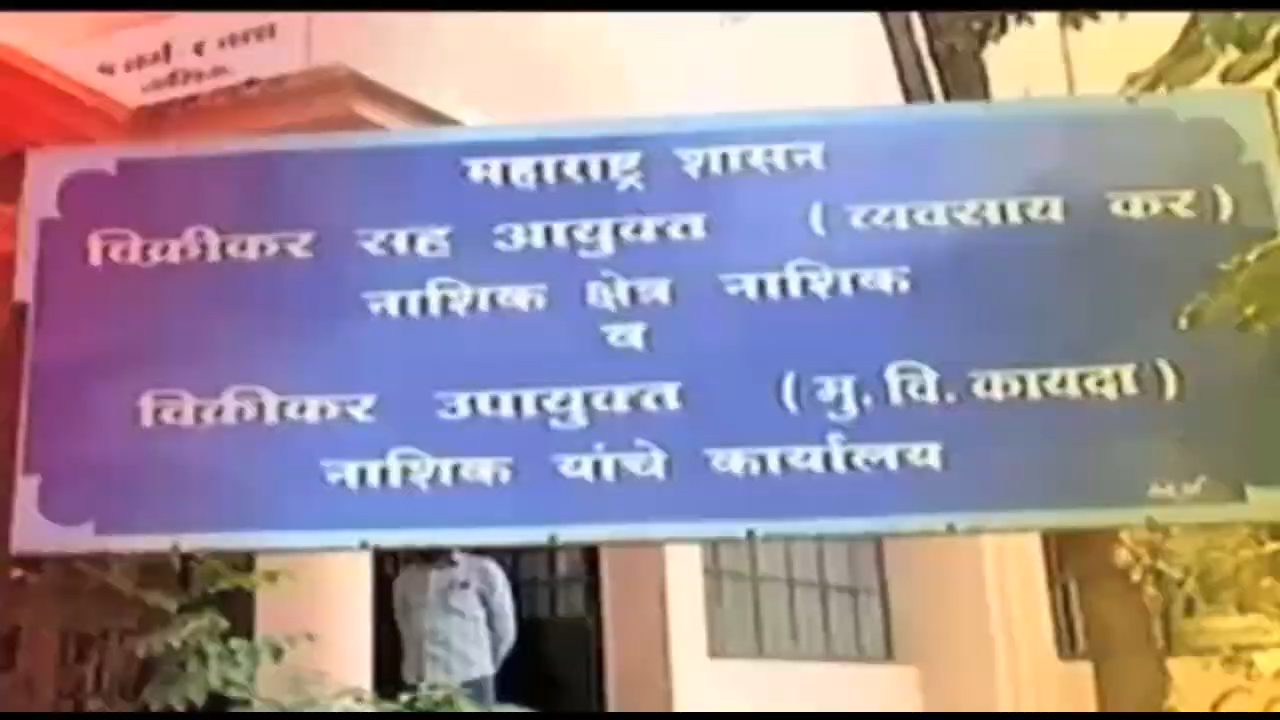 महाराष्ट्र शासन
विक्रीकर सह आयुक्त (व्यवसाय कर)
नाशिक क्षेत्र नाशिक
व
विक्रीकर उपायुक्त (मु. वि. कायदा)
नाशिक यांचे कार्यालय